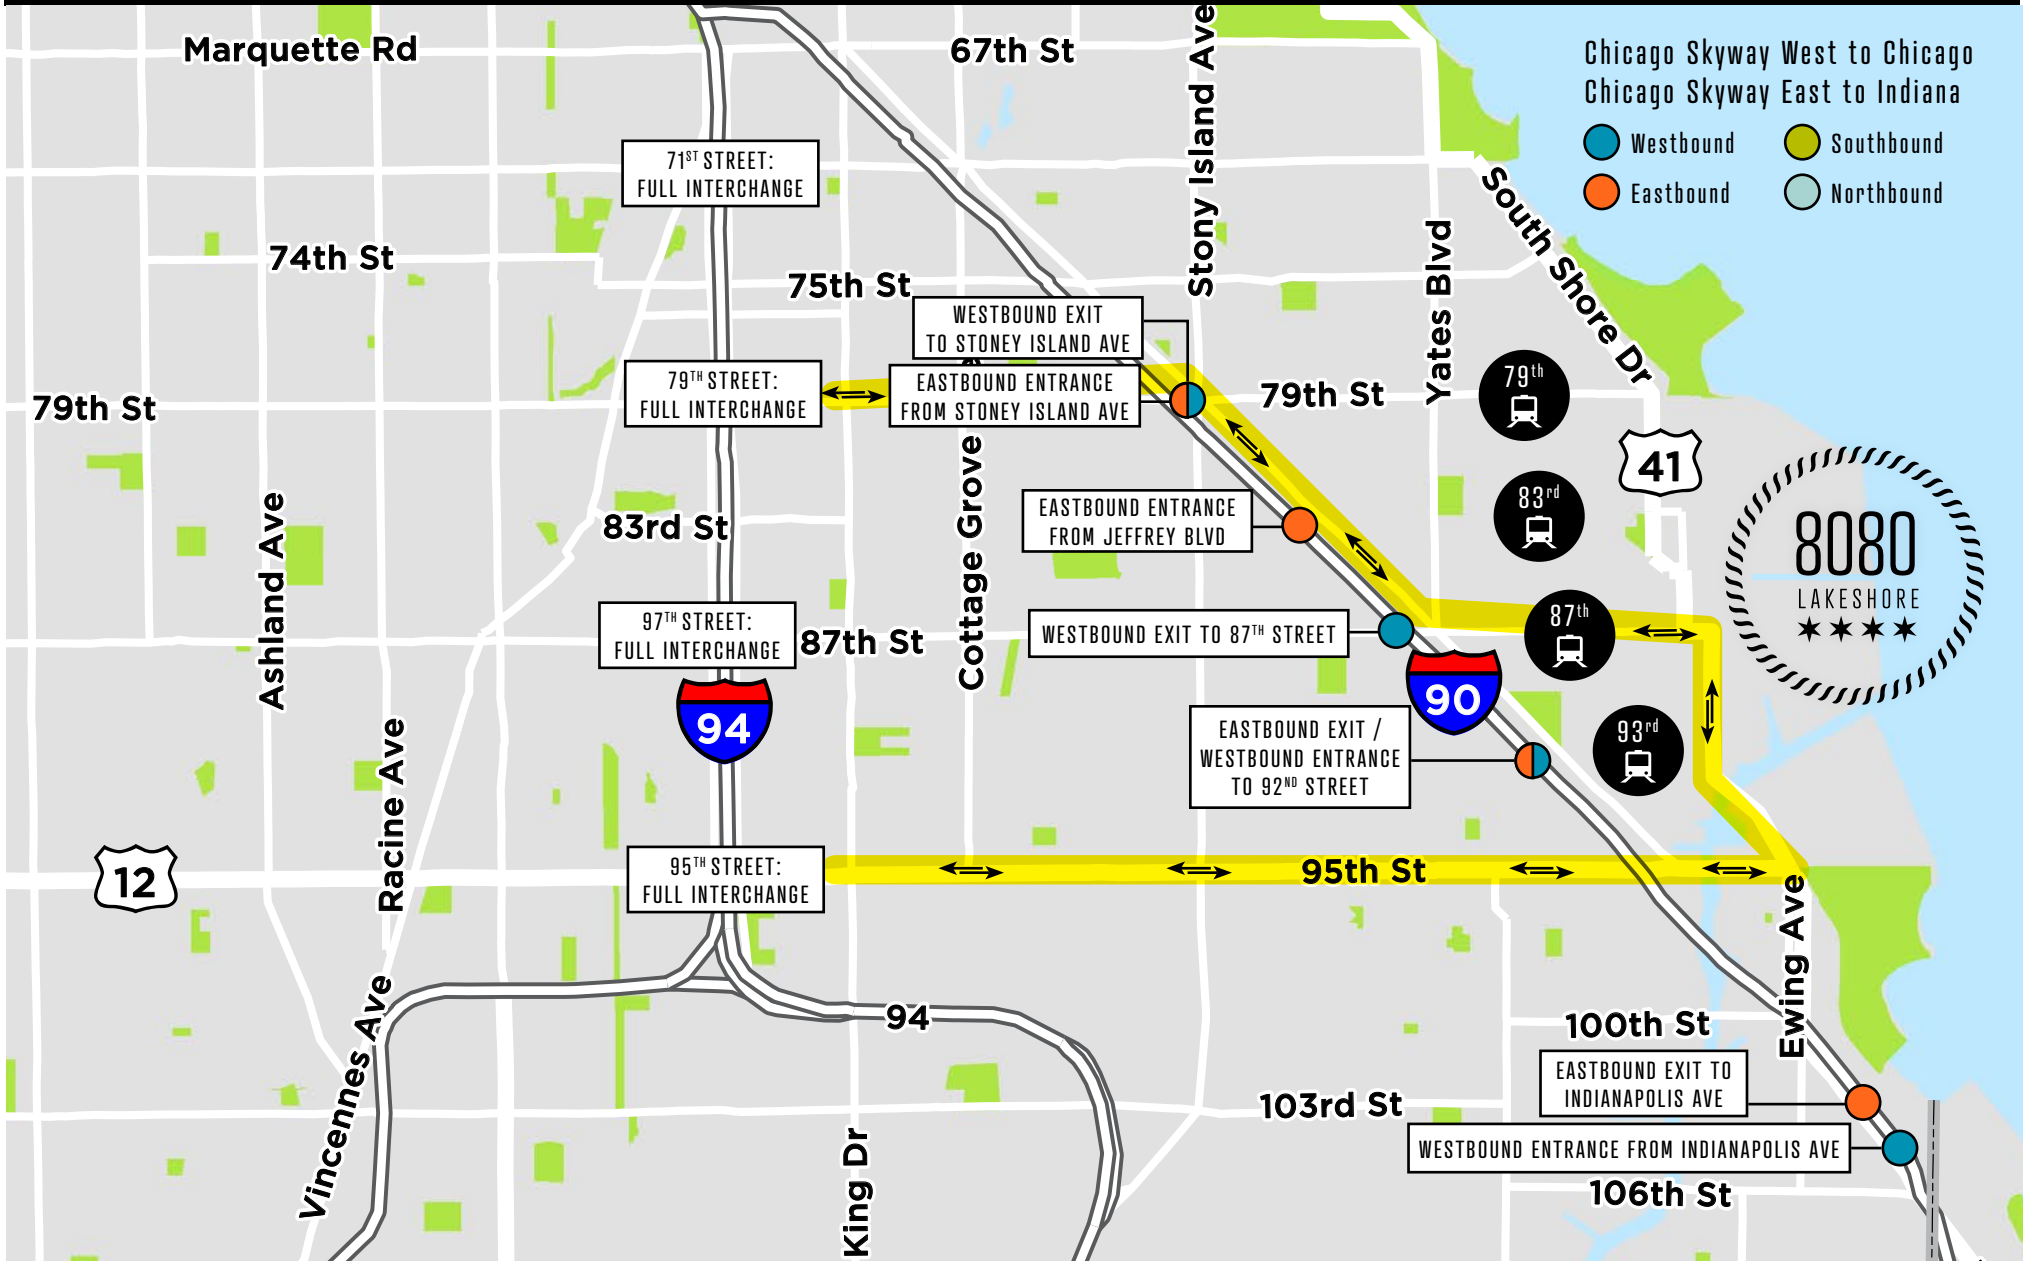 Marquette Rd
67th St
Stony Island Ave
Chicago Skyway West to Chicago
Chicago Skyway East to Indiana
Westbound
Southbound
Eastbound
Northbound
71ST STREET:
FULL INTERCHANGE
South Shore Dr
Yates Blvd
74th St
75th St
WESTBOUND EXIT
TO STONEY ISLAND AVE
79TH STREET:
FULL INTERCHANGE
EASTBOUND ENTRANCE
FROM STONEY ISLAND AVE
79th St
79th St
79th
41
Ashland Ave
83rd St
Cottage Grove
EASTBOUND ENTRANCE
FROM JEFFREY BLVD
83rd
8080
LAKESHORE
97TH STREET:
FULL INTERCHANGE
87th St
WESTBOUND EXIT TO 87TH STREET
87th
94
90
Racine Ave
EASTBOUND EXIT /
WESTBOUND ENTRANCE
TO 92ND STREET
93rd
12
95TH STREET:
FULL INTERCHANGE
95th St
Ewing Ave
Vincennes Ave
94
100th St
EASTBOUND EXIT TO
INDIANAPOLIS AVE
103rd St
King Dr
WESTBOUND ENTRANCE FROM INDIANAPOLIS AVE
106th St